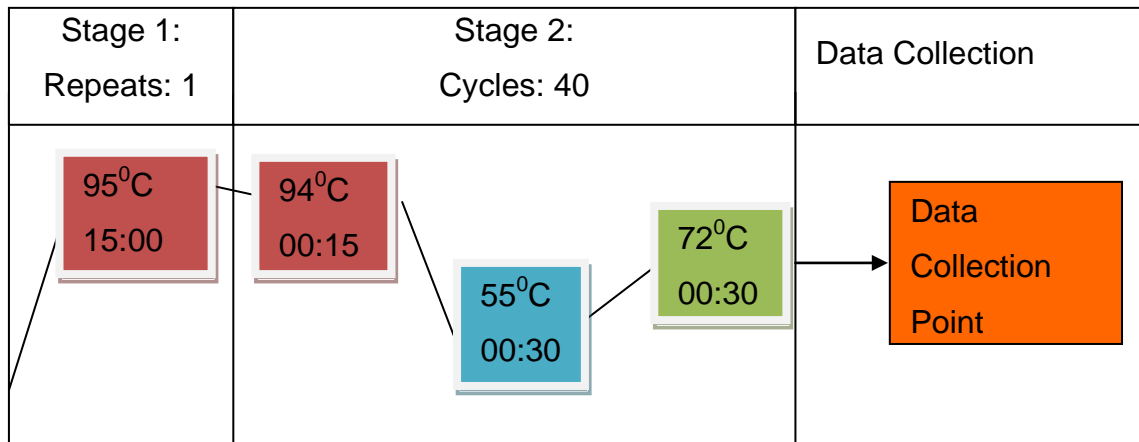 Stage 1:
Repeats: 1
Stage 2:
Cycles: 40
Data Collection
95⁰C
15:00
94⁰C
00:15
55⁰C
00:30
72⁰C
00:30
Data
Collection
Point